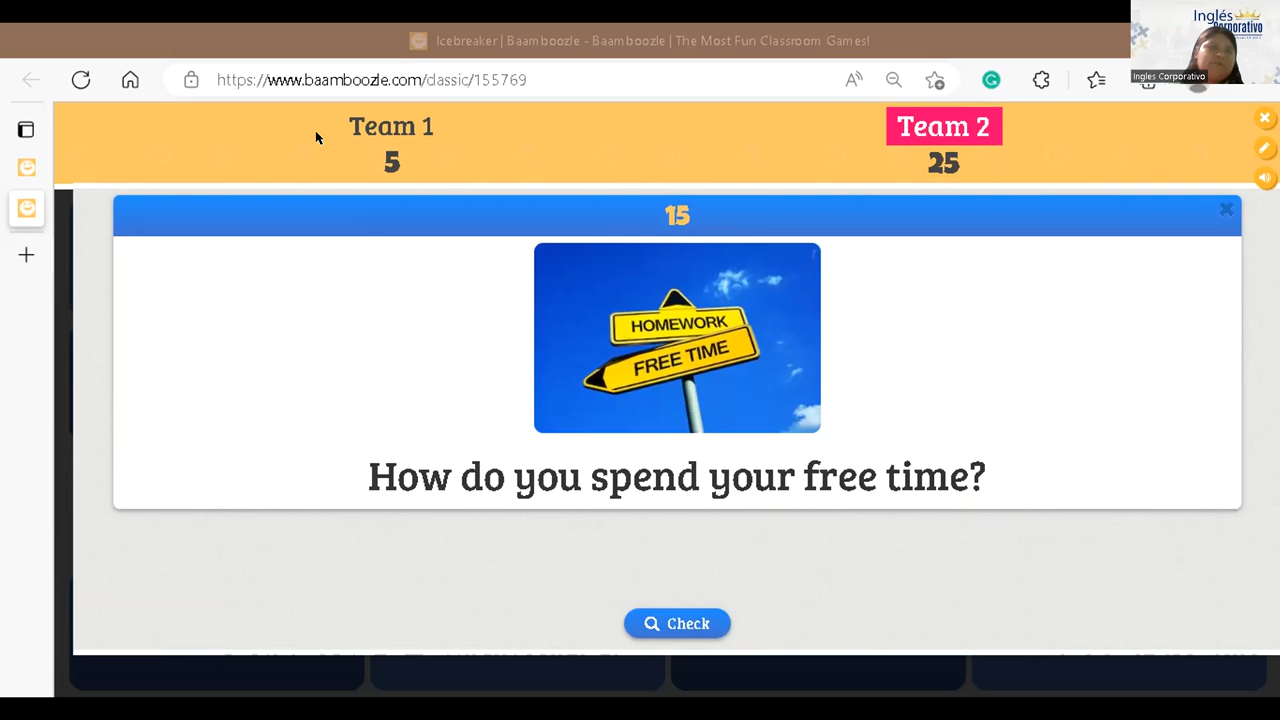 Inglés
Corporativo
Icebreaker | Baamboozle - Baamboozle | The Most Fun Classroom Games!
https://www.baamboozle.com/classic/155769
Ingles Corporativo
Team 1
5
Team 2
25
15
HOMEWORK
FREE TIME
How do you spend your free time?
Check